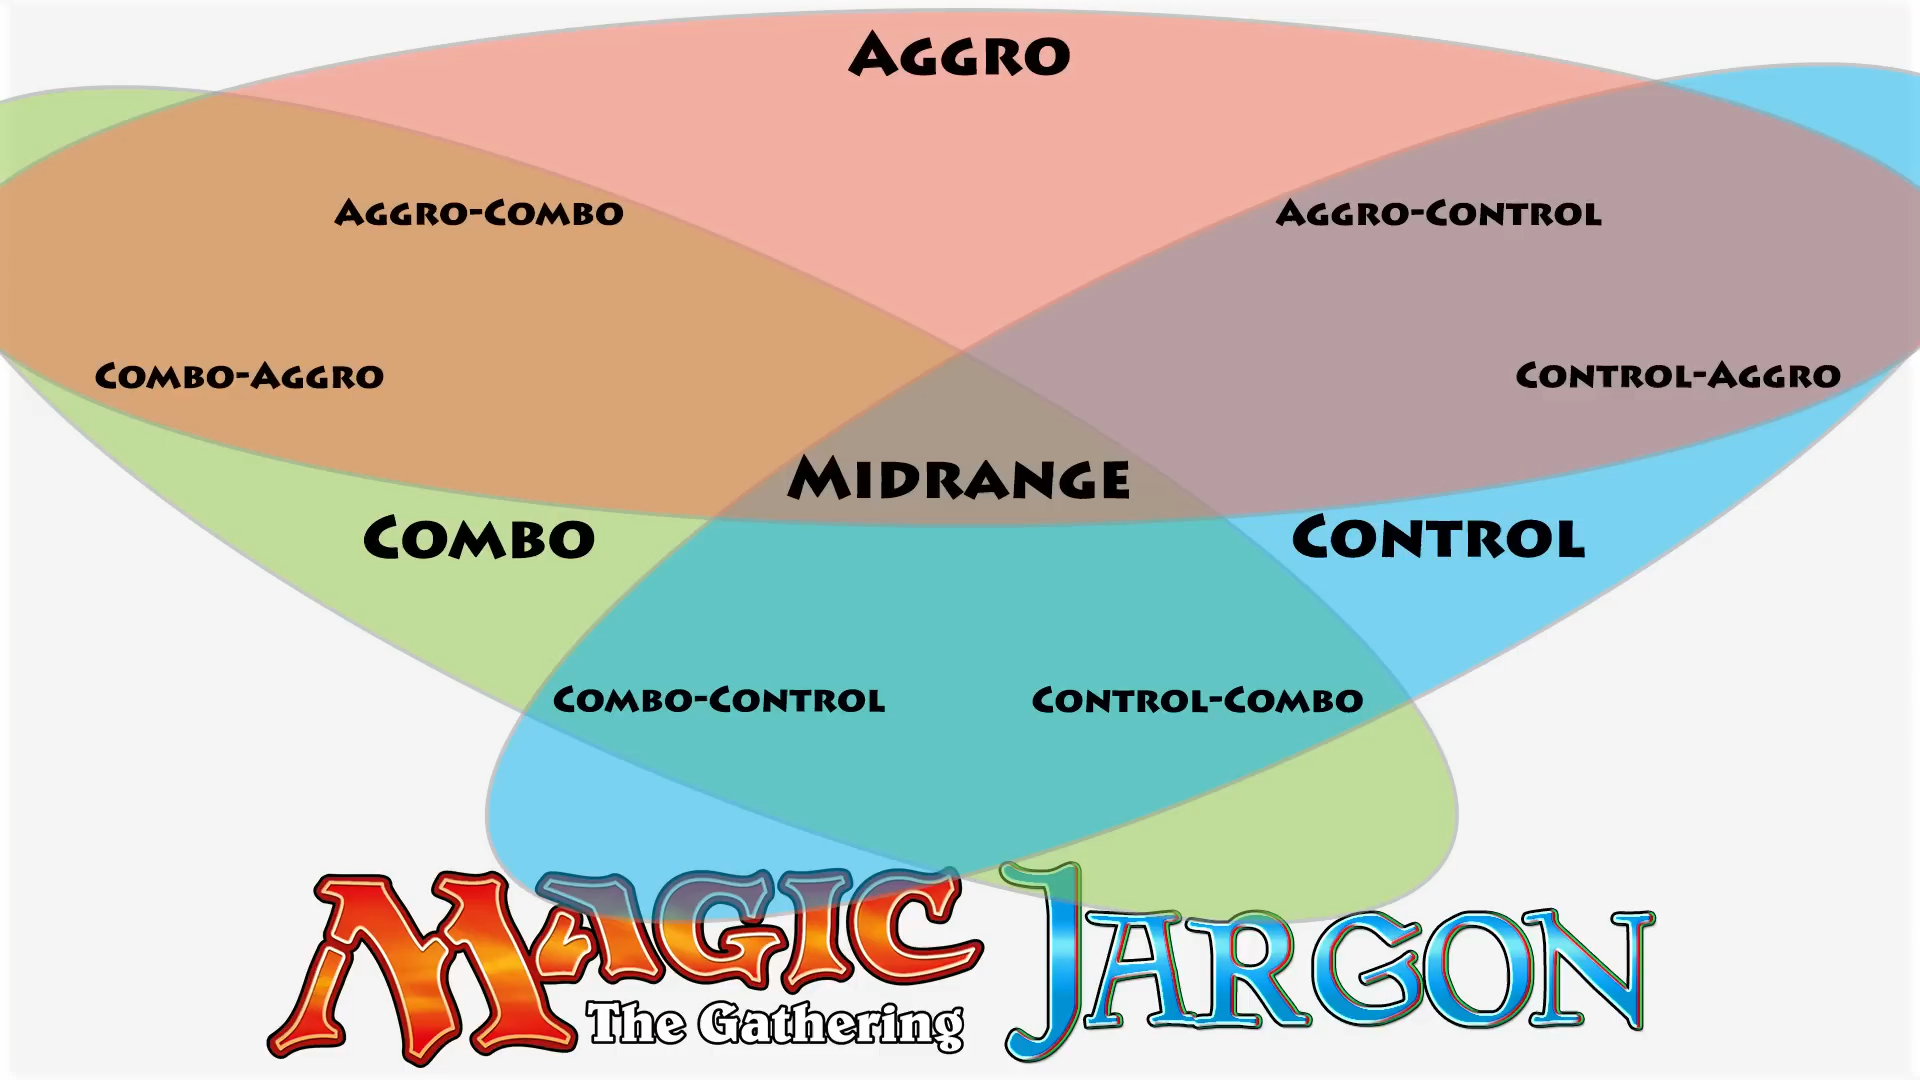 Aggro
Aggro-Combo
Aggro-Control
Combo-Aggro
Control-Aggro
Midrange
Combo
Control
Combo-Control
Control-Combo
Magic
The Gathering
Jargon